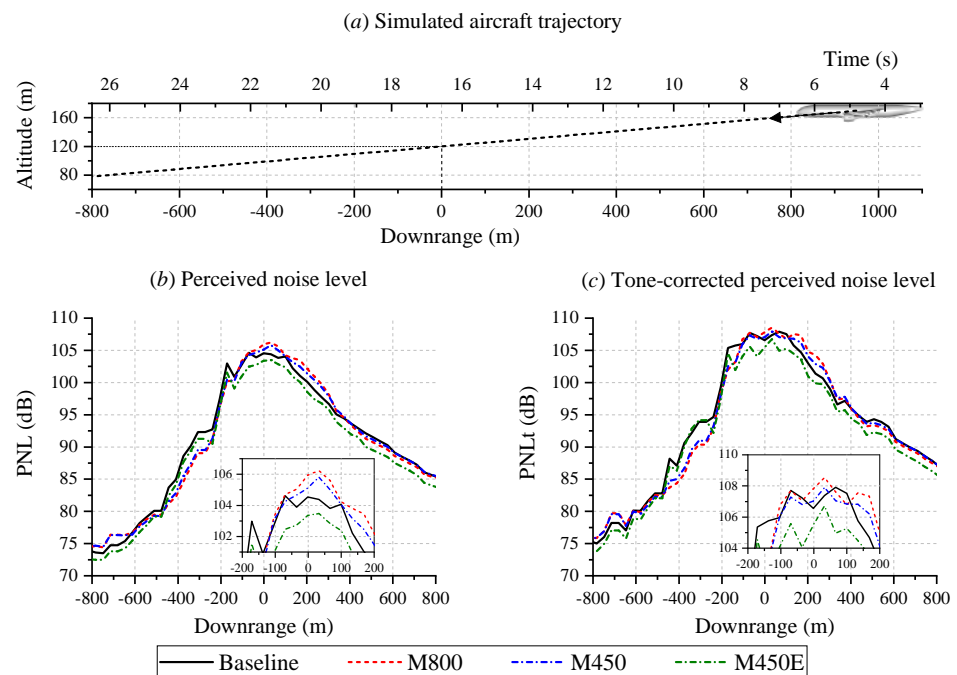 (a) Simulated aircraft trajectory
Time (s)
26 24 22 20 18 16 14 12 10 8 6 4
Altitude (m)
160
120
80
-800 -600 -400 -200 0 200 400 600 800 1000
Downrange (m)
(b) Perceived noise level
PNL (dB)
110
105
100
95
90
85
80
75
70
106
104
102
-200 -100 0 100 200
-800 -600 -400 -200 0 200 400 600 800
Downrange (m)
(c) Tone-corrected perceived noise level
PNLt (dB)
110
105
100
95
90
85
80
75
70
108
107
106
105
104
-200 -100 0 100 200
-800 -600 -400 -200 0 200 400 600 800
Downrange (m)
Baseline M800 M450 M450E